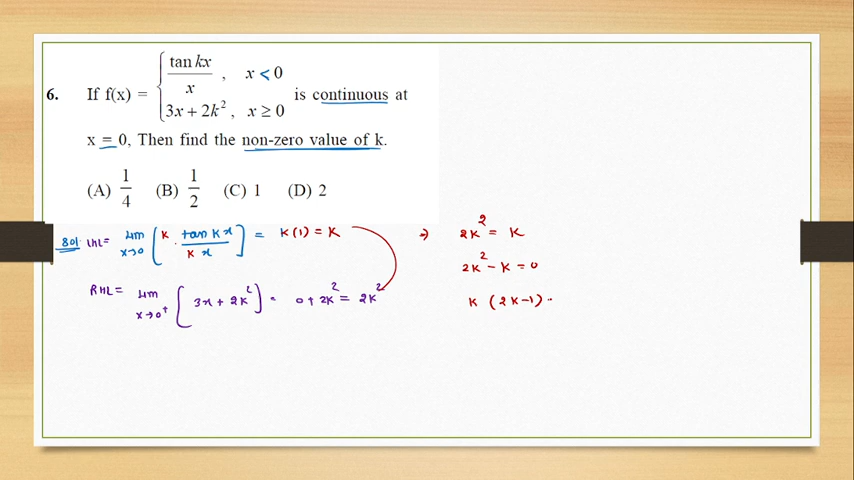 6. If f(x) = { tan kx / x , x < 0
3x + 2k² , x ≥ 0 is continuous at
x = 0, Then find the non-zero value of k.
(A) 1/4 (B) 1/2 (C) 1 (D) 2
Sol: LHL = lim x→0⁻ [ k · tan kx / k x ] = k(1) = k
RHL = lim x→0⁺ [ 3x + 2k² ] = 0 + 2k² = 2k²
⇒ 2k² = k
2k² − k = 0
k (2k−1) =